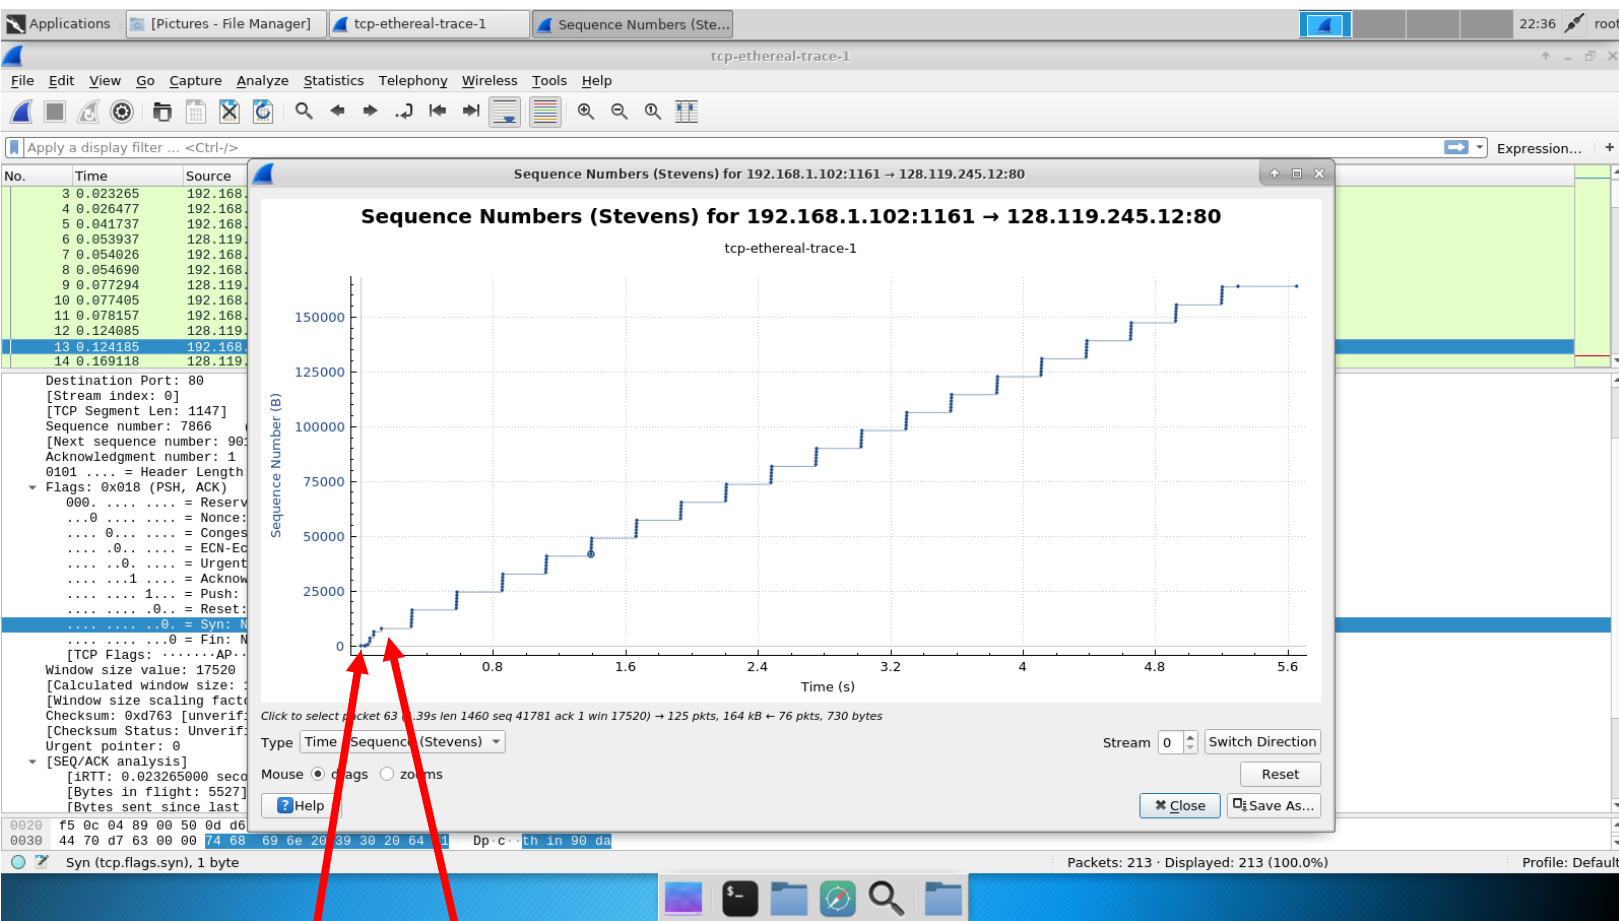 Applications [Pictures - File Manager] tcp-ethereal-trace-1 Sequence Numbers (Ste... 22:36 root
tcp-ethereal-trace-1
File Edit View Go Capture Analyze Statistics Telephony Wireless Tools Help
Apply a display filter ... <Ctrl-/> Expression... +
No. Time Source
3 0.023265 192.168.
4 0.026477 192.168.
5 0.041737 192.168.
6 0.053937 128.119.
7 0.054026 192.168.
8 0.054690 192.168.
9 0.077294 128.119.
10 0.077405 192.168.
11 0.078157 192.168.
12 0.124085 128.119.
13 0.124185 192.168.
14 0.169118 128.119.
Destination Port: 80
[Stream index: 0]
[TCP Segment Len: 1147]
Sequence number: 7866 (
[Next sequence number: 901
Acknowledgment number: 1
0101 .... = Header Length
Flags: 0x018 (PSH, ACK)
000. .... .... = Reserv
...0 .... .... = Nonce:
.... 0... .... = Conges
.... .0.. .... = ECN-Ec
.... ..0. .... = Urgent
.... ...1 .... = Acknow
.... .... 1... = Push:
.... .... .0.. = Reset:
.... .... ..0. = Syn: N
.... .... ...0 = Fin: N
[TCP Flags: ·······AP··
Window size value: 17520
[Calculated window size: 1
[Window size scaling facto
Checksum: 0xd763 [unverifi
[Checksum Status: Unverifi
Urgent pointer: 0
[SEQ/ACK analysis]
[iRTT: 0.023265000 seco
[Bytes in flight: 5527]
[Bytes sent since last
Sequence Numbers (Stevens) for 192.168.1.102:1161 → 128.119.245.12:80
Sequence Numbers (Stevens) for 192.168.1.102:1161 → 128.119.245.12:80
tcp-ethereal-trace-1
Sequence Number (B)
150000
125000
100000
75000
50000
25000
0
0.8 1.6 2.4 3.2 4 4.8 5.6
Time (s)
Click to select packet 63 (1.39s len 1460 seq 41781 ack 1 win 17520) → 125 pkts, 164 kB ← 76 pkts, 730 bytes
Type Time Sequence (Stevens) Stream 0 Switch Direction
Mouse drags zooms Reset
Help Close Save As...
0020 f5 0c 04 89 00 50 0d d6
0030 44 70 d7 63 00 00 74 68 69 6e 20 39 30 20 64 Dp·c··th in 90 da
Syn (tcp.flags.syn), 1 byte Packets: 213 · Displayed: 213 (100.0%) Profile: Default